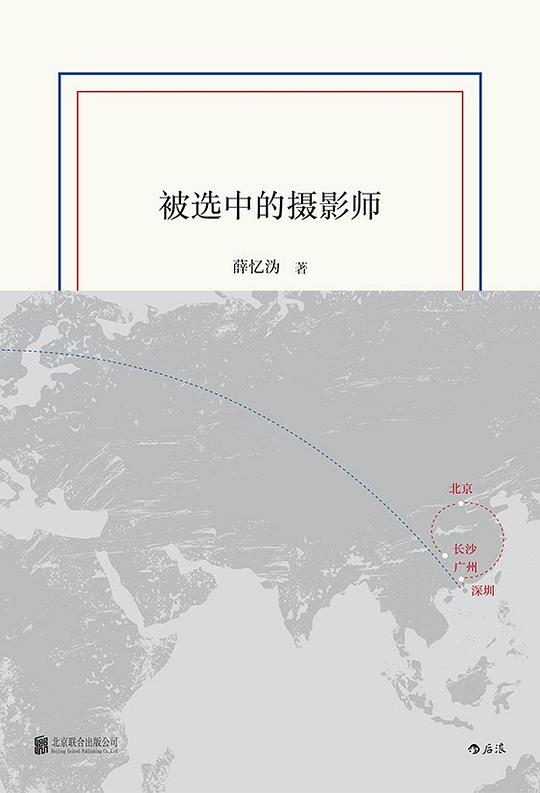 被选中的摄影师
薛忆沩 著
北京
长沙
广州
深圳
北京联合出版公司
Beijing United Publishing Co.,Ltd.
后浪